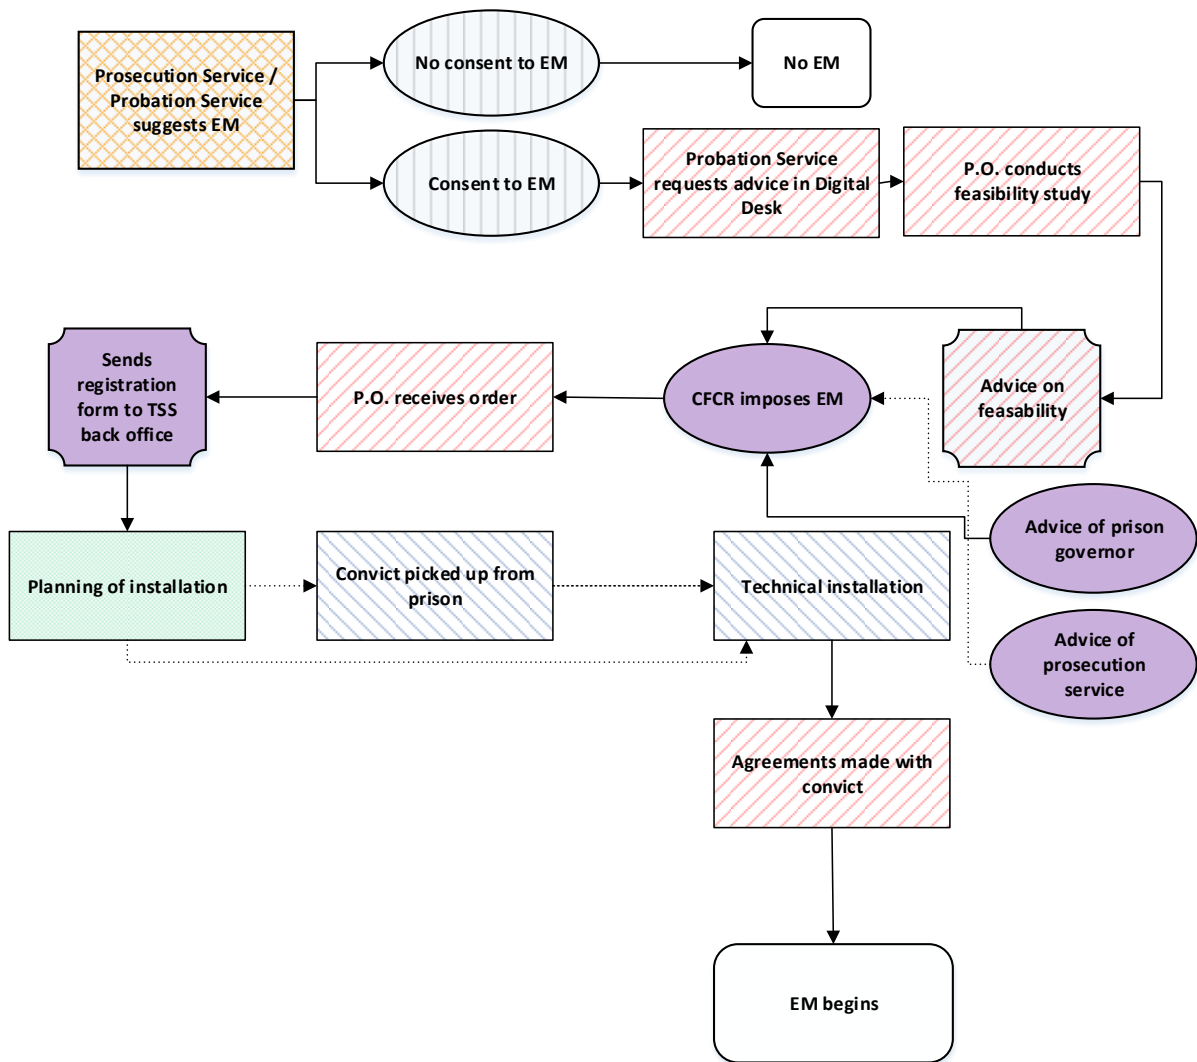 Prosecution Service /
Probation Service
suggests EM
No consent to EM
No EM
Consent to EM
Probation Service
requests advice in Digital
Desk
P.O. conducts
feasibility study
Sends
registration
form to TSS
back office
P.O. receives order
CFCR imposes EM
Advice on
feasability
Advice of prison
governor
Planning of installation
Convict picked up from
prison
Technical installation
Advice of
prosecution
service
Agreements made with
convict
EM begins